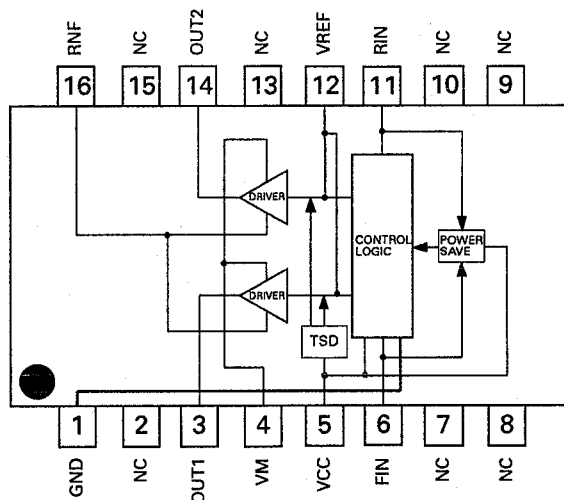 RNF NC OUT2 NC VREF RIN NC NC
16 15 14 13 12 11 10 9
DRIVER
CONTROL
LOGIC
POWER
SAVE
DRIVER
TSD
1 2 3 4 5 6 7 8
GND NC OUT1 VM VCC FIN NC NC